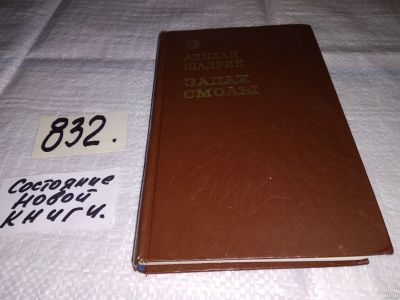 АДИХАН
ШАДРИН
ЗАПАХ
СМОЛЫ
832.
Состояние
Новой
Книги.